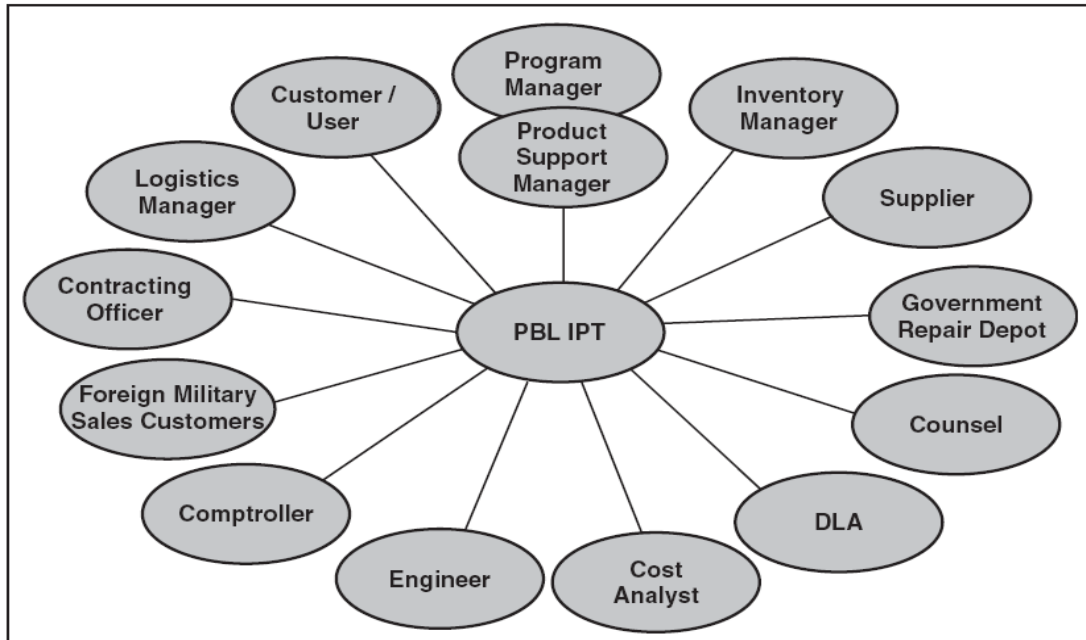 Program
Manager
Product
Support
Manager
Customer /
User
Inventory
Manager
Logistics
Manager
Supplier
Contracting
Officer
Government
Repair Depot
PBL IPT
Foreign Military
Sales Customers
Counsel
Comptroller
DLA
Engineer
Cost
Analyst